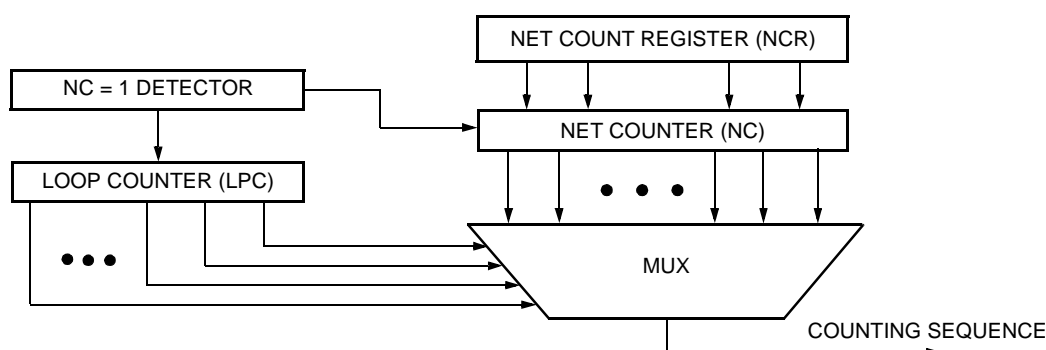 NET COUNT REGISTER (NCR)
NC = 1 DETECTOR
NET COUNTER (NC)
LOOP COUNTER (LPC)
MUX
COUNTING SEQUENCE